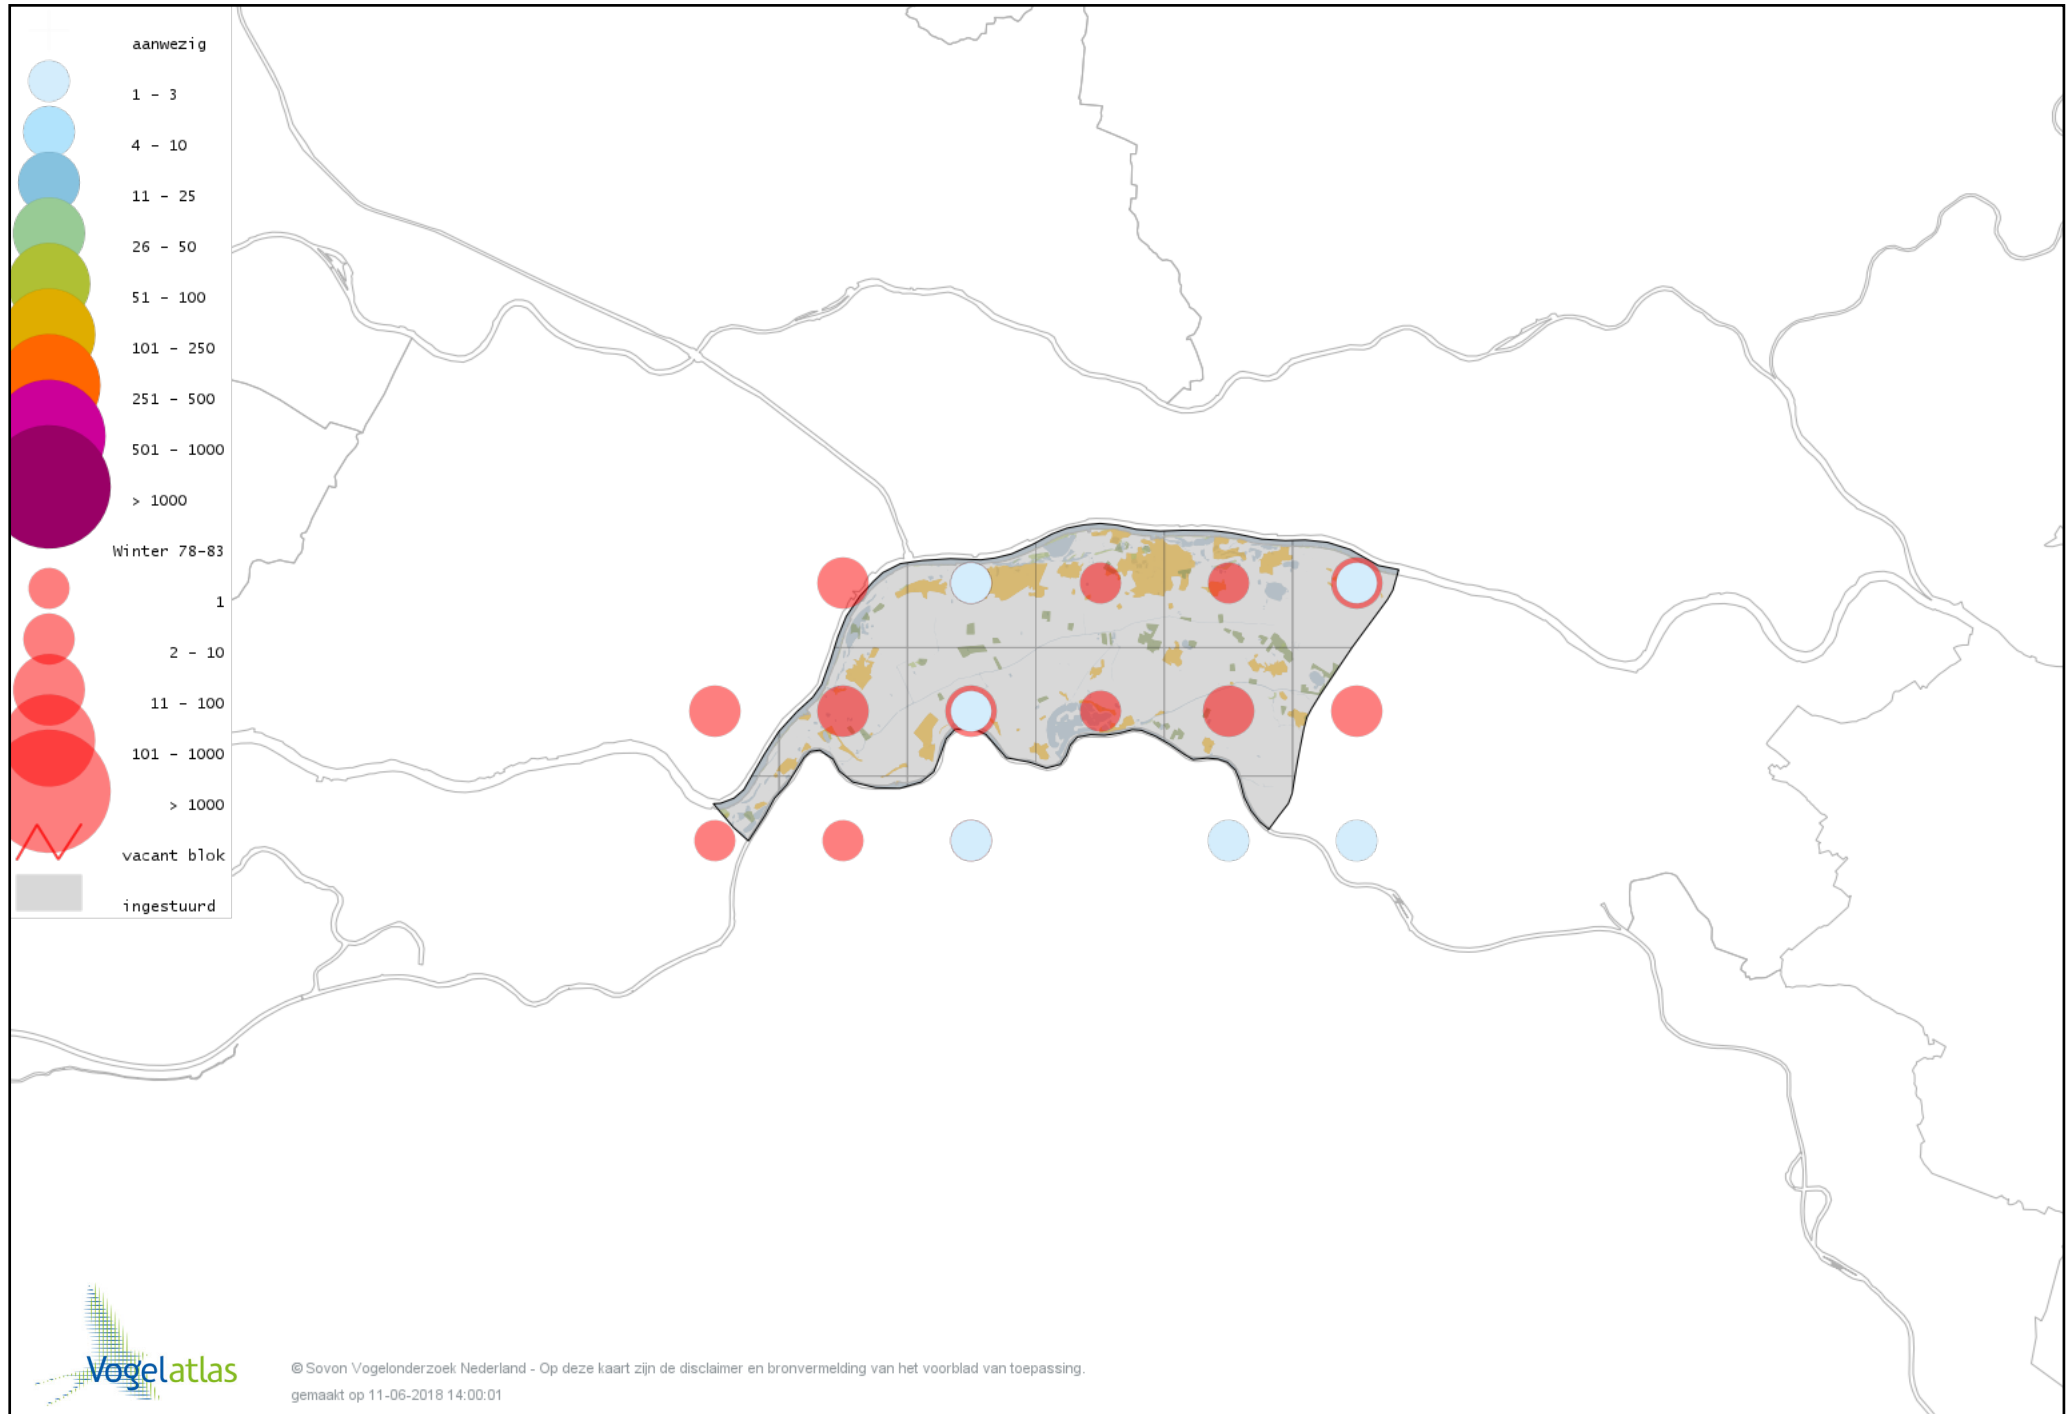 aanwezig
1 - 3
4 - 10
11 - 25
26 - 50
51 - 100
101 - 250
251 - 500
501 - 1000
> 1000
Winter 78-83
1
2 - 10
11 - 100
101 - 1000
> 1000
vacant blok
ingestuurd
Vogelatlas
© Sovon Vogelonderzoek Nederland - Op deze kaart zijn de disclaimer en bronvermelding van het voorblad van toepassing.
gemaakt op 11-06-2018 14:00:01